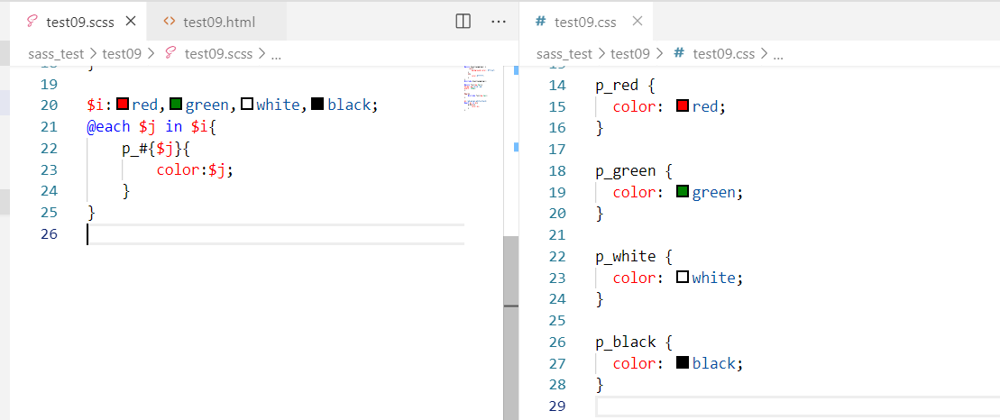 test09.scss
test09.html
sass_test > test09 > test09.scss > ...
19
20 $i:red,green,white,black;
21 @each $j in $i{
22 p_#{$j}{
23 color:$j;
24 }
25 }
26
test09.css
sass_test > test09 > test09.css > ...
14 p_red {
15 color: red;
16 }
17
18 p_green {
19 color: green;
20 }
21
22 p_white {
23 color: white;
24 }
25
26 p_black {
27 color: black;
28 }
29